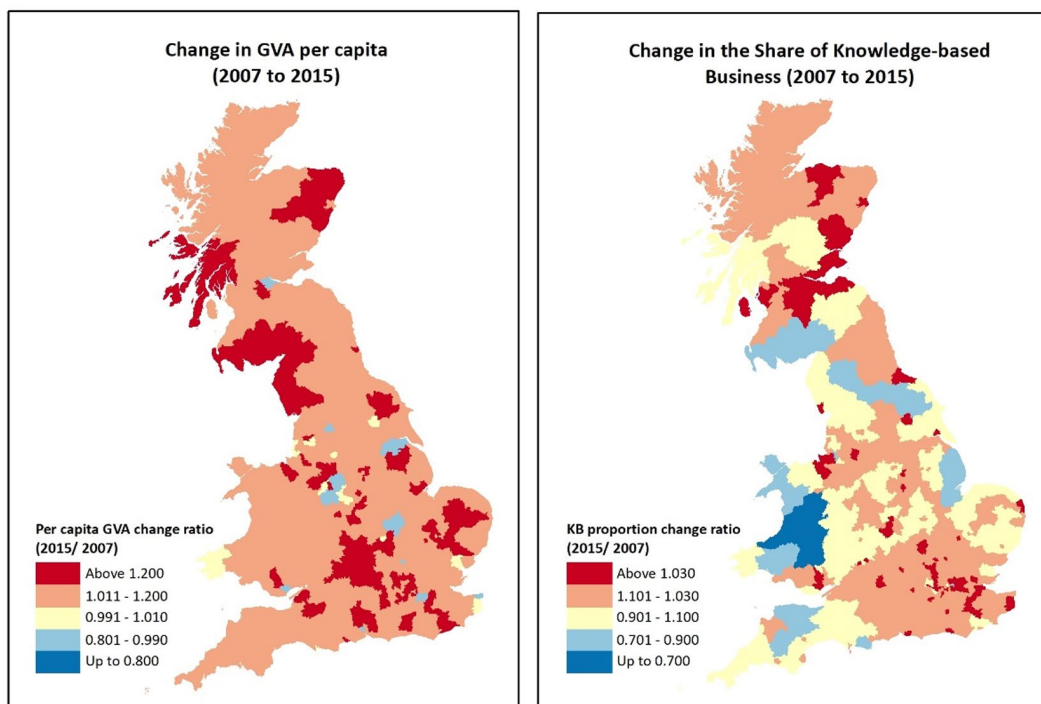 Change in GVA per capita
(2007 to 2015)
Per capita GVA change ratio
(2015/ 2007)
Above 1.200
1.011 - 1.200
0.991 - 1.010
0.801 - 0.990
Up to 0.800
Change in the Share of Knowledge-based
Business (2007 to 2015)
KB proportion change ratio
(2015/ 2007)
Above 1.030
1.101 - 1.030
0.901 - 1.100
0.701 - 0.900
Up to 0.700